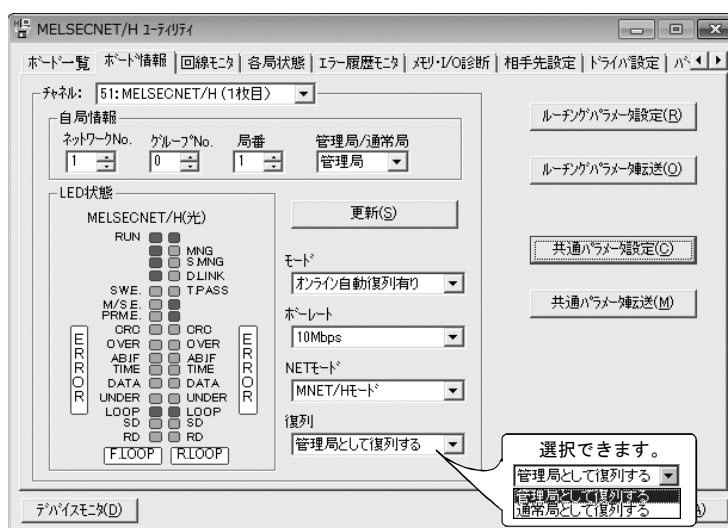 MELSECNET/H ﾕｰﾃｨﾘﾃｨ
ﾎﾞｰﾄﾞ一覧 ﾎﾞｰﾄﾞ情報 回線ﾓﾆﾀ 各局状態 ｴﾗｰ履歴ﾓﾆﾀ ﾒﾓﾘ･I/O診断 相手先設定 ﾄﾞﾗｲﾊﾞ設定
ﾁｬﾈﾙ: 51:MELSECNET/H (1枚目)
自局情報
ﾈｯﾄﾜｰｸNo. ｸﾞﾙｰﾌﾟNo. 局番 管理局/通常局
1 0 1 管理局
ﾙｰﾁﾝｸﾞﾊﾟﾗﾒｰﾀ設定(R)
ﾙｰﾁﾝｸﾞﾊﾟﾗﾒｰﾀ転送(O)
共通ﾊﾟﾗﾒｰﾀ設定(C)
共通ﾊﾟﾗﾒｰﾀ転送(M)
LED状態
MELSECNET/H(光)
RUN
MNG
S.MNG
D.LINK
SW.E. T.PASS
M/S.E.
PRM.E.
CRC CRC
OVER OVER
AB.IF AB.IF
TIME TIME
DATA DATA
UNDER UNDER
LOOP LOOP
SD SD
RD RD
ERROR
ERROR
F.LOOP R.LOOP
更新(S)
ﾓｰﾄﾞ
ｵﾝﾗｲﾝ自動復列有り
ﾎﾞｰﾚｰﾄ
10Mbps
NETﾓｰﾄﾞ
MNET/Hﾓｰﾄﾞ
復列
管理局として復列する
選択できます。
管理局として復列する
管理局として復列する
通常局として復列する
ﾃﾞﾊﾞｲｽﾓﾆﾀ(D)